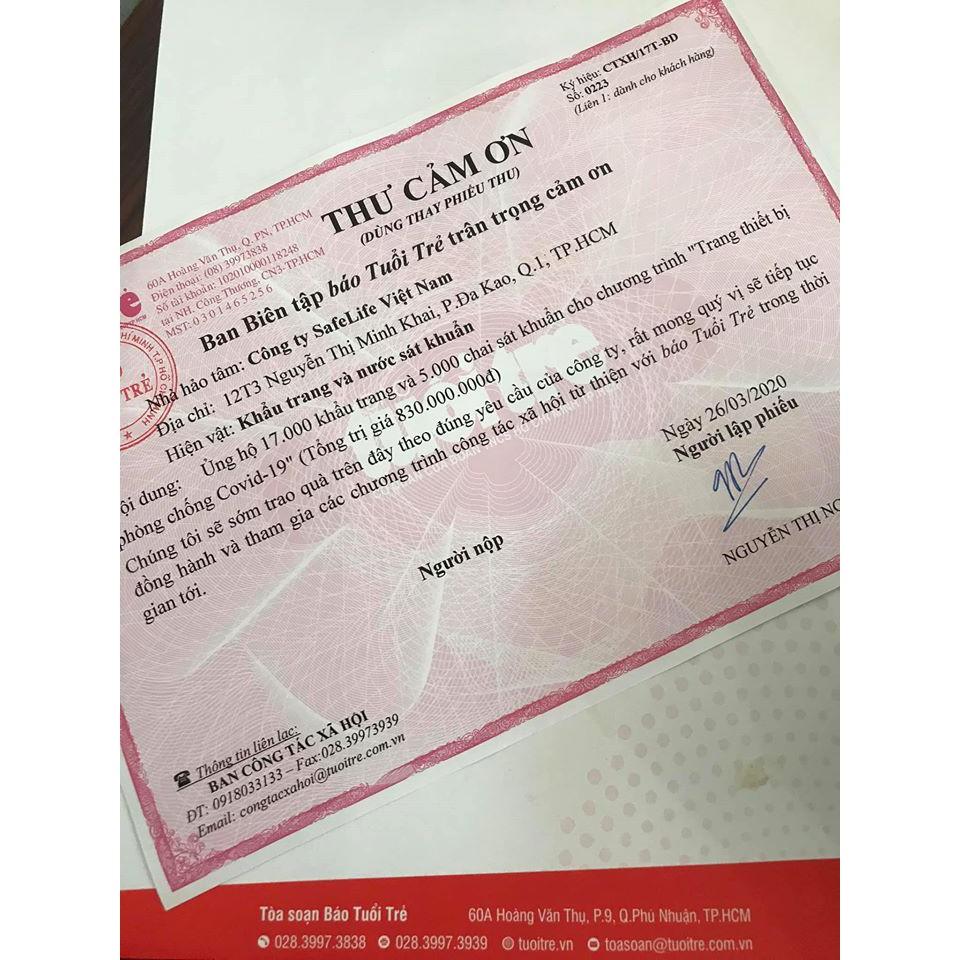 Ký hiệu: CTXH/17T-BD
Số: 0223
(Liên 1: dành cho khách hàng)
60A Hoàng Văn Thụ, Q. PN, TP.HCM
Điện thoại: (08) 39973838
Số tài khoản: 102010000118248
tại NH. Công Thương, CN3-TP.HCM
MST: 0301465256
THƯ CẢM ƠN
(DÙNG THAY PHIẾU THU)
Ban Biên tập báo Tuổi Trẻ trân trọng cảm ơn
Nhà hảo tâm: Công ty SafeLife Việt Nam
Địa chỉ: 12T3 Nguyễn Thị Minh Khai, P.Đa Kao, Q.1, TP.HCM
Hiện vật: Khẩu trang và nước sát khuẩn
ội dung: Ủng hộ 17.000 khẩu trang và 5.000 chai sát khuẩn cho chương trình "Trang thiết bị
phòng chống Covid-19" (Tổng trị giá 830.000.000đ)
Chúng tôi sẽ sớm trao quà trên đây theo đúng yêu cầu của công ty, rất mong quý vị sẽ tiếp tục
đồng hành và tham gia các chương trình công tác xã hội từ thiện với báo Tuổi Trẻ trong thời
gian tới.
tuổi trẻ
Ngày 26/03/2020
Người nộp
Người lập phiếu
NGUYỄN THỊ NG
Thông tin liên lạc:
BAN CÔNG TÁC XÃ HỘI
ĐT: 0918033133 – Fax:028.39973939
Email: congtacxahoi@tuoitre.com.vn
Tòa soạn Báo Tuổi Trẻ 60A Hoàng Văn Thụ, P.9, Q.Phú Nhuận, TP.HCM
028.3997.3838 028.3997.3939 tuoitre.vn toasoan@tuoitre.com.vn